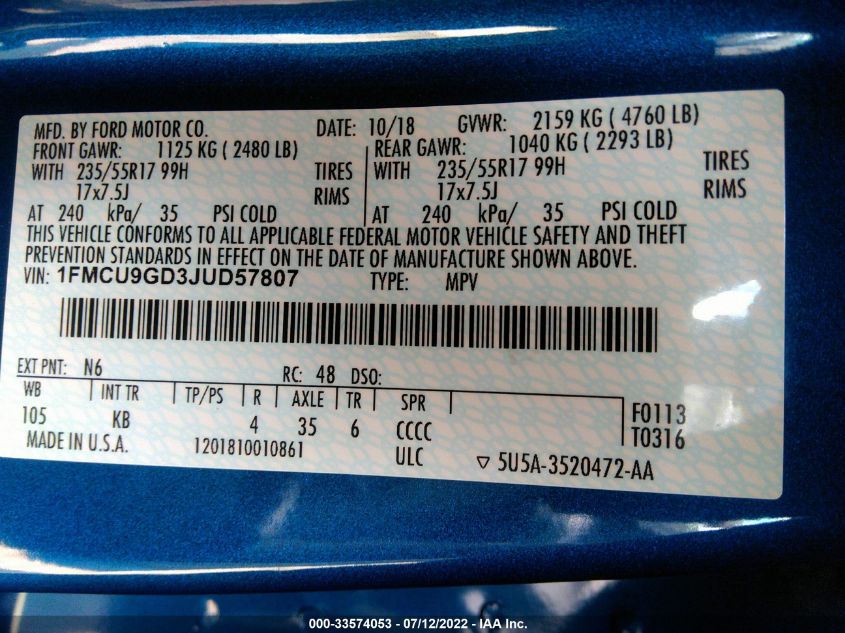 MFD. BY FORD MOTOR CO. DATE: 10/18 GVWR: 2159 KG ( 4760 LB)
FRONT GAWR: 1125 KG ( 2480 LB) REAR GAWR: 1040 KG ( 2293 LB)
WITH 235/55R17 99H TIRES WITH 235/55R17 99H TIRES
17x7.5J RIMS 17x7.5J RIMS
AT 240 kPa/ 35 PSI COLD AT 240 kPa/ 35 PSI COLD
THIS VEHICLE CONFORMS TO ALL APPLICABLE FEDERAL MOTOR VEHICLE SAFETY AND THEFT
PREVENTION STANDARDS IN EFFECT ON THE DATE OF MANUFACTURE SHOWN ABOVE.
VIN: 1FMCU9GD3JUD57807 TYPE: MPV
EXT PNT: N6 RC: 48 DSO:
WB INT TR TP/PS R AXLE TR SPR
105 KB 4 35 6 CCCC
F0113
T0316
MADE IN U.S.A. 1201810010861 ULC ▽ 5U5A-3520472-AA
000-33574053 - 07/12/2022 - IAA Inc.